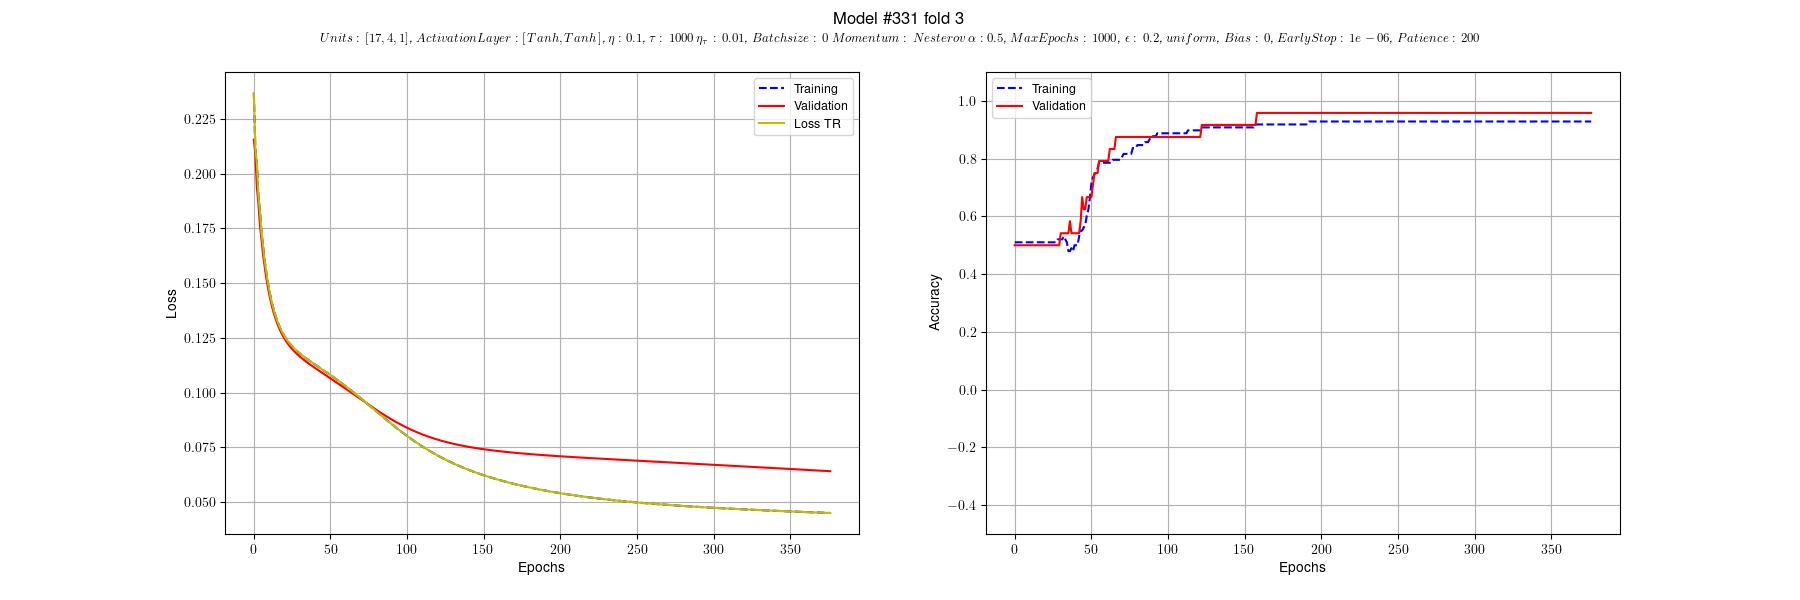 Model #331 fold 3
Units : [17, 4, 1], ActivationLayer : [Tanh, Tanh], η : 0.1, τ : 1000 η_τ : 0.01, Batchsize : 0 Momentum : Nesterov α : 0.5, MaxEpochs : 1000, ϵ : 0.2, uniform, Bias : 0, EarlyStop : 1e − 06, Patience : 200
Training
Validation
Loss TR
0.225
0.200
0.175
0.150
0.125
0.100
0.075
0.050
Loss
0 50 100 150 200 250 300 350
Epochs
Training
Validation
1.0
0.8
0.6
0.4
0.2
0.0
−0.2
−0.4
Accuracy
0 50 100 150 200 250 300 350
Epochs